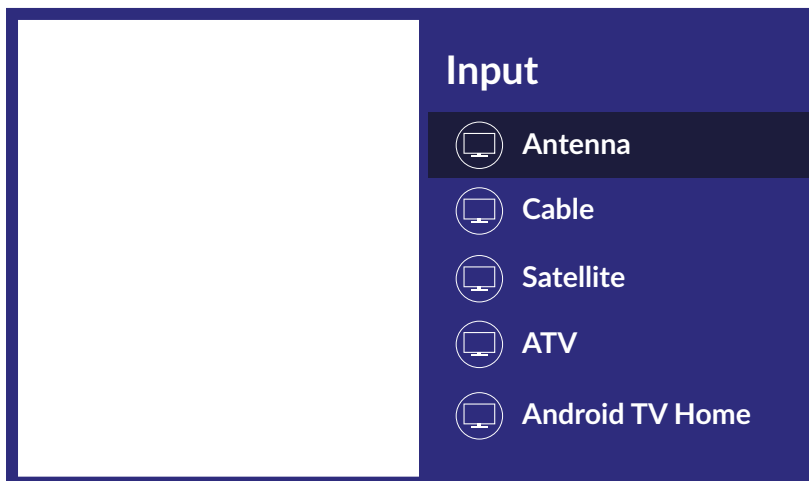 Input
Antenna
Cable
Satellite
ATV
Android TV Home